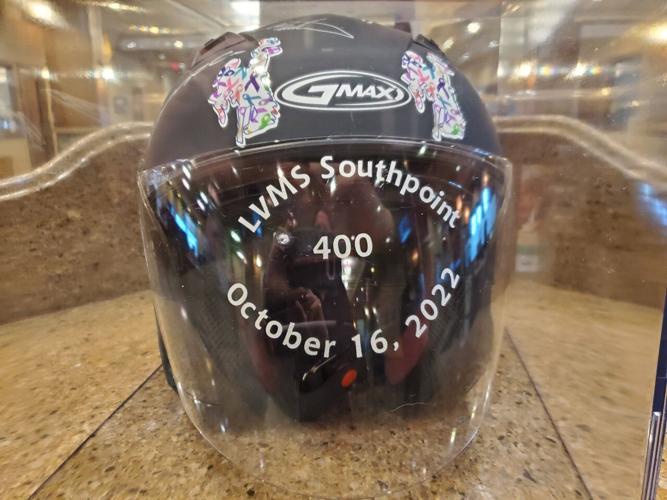 GMAX
LVMS Southpoint
400
October 16, 2022